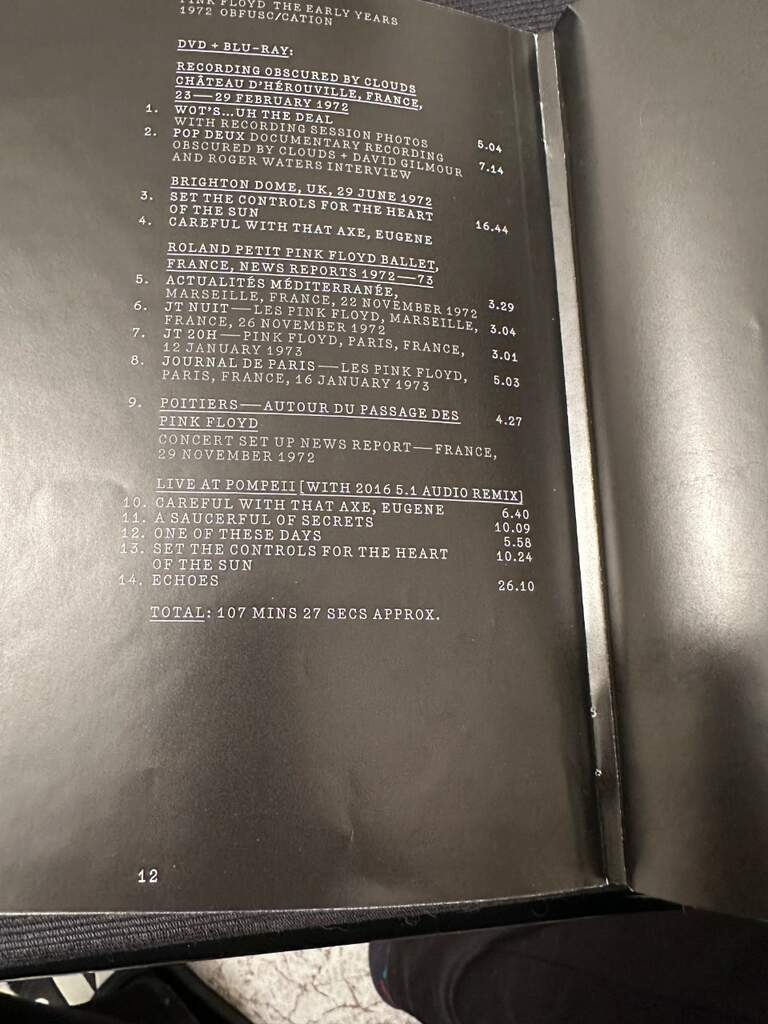 PINK FLOYD THE EARLY YEARS
1972 OBFUSC/CATION
DVD + BLU-RAY:
RECORDING OBSCURED BY CLOUDS
CHÂTEAU D'HÉROUVILLE, FRANCE,
23—29 FEBRUARY 1972
1. WOT'S...UH THE DEAL
WITH RECORDING SESSION PHOTOS 5.04
2. POP DEUX DOCUMENTARY RECORDING
OBSCURED BY CLOUDS + DAVID GILMOUR 7.14
AND ROGER WATERS INTERVIEW
BRIGHTON DOME, UK, 29 JUNE 1972
3. SET THE CONTROLS FOR THE HEART
OF THE SUN 16.44
4. CAREFUL WITH THAT AXE, EUGENE
ROLAND PETIT PINK FLOYD BALLET,
FRANCE, NEWS REPORTS 1972—73
5. ACTUALITÉS MÉDITERRANÉE,
MARSEILLE, FRANCE, 22 NOVEMBER 1972 3.29
6. JT NUIT—LES PINK FLOYD, MARSEILLE,
FRANCE, 26 NOVEMBER 1972 3.04
7. JT 20H—PINK FLOYD, PARIS, FRANCE,
12 JANUARY 1973 3.01
8. JOURNAL DE PARIS—LES PINK FLOYD,
PARIS, FRANCE, 16 JANUARY 1973 5.03
9. POITIERS—AUTOUR DU PASSAGE DES 4.27
PINK FLOYD
CONCERT SET UP NEWS REPORT—FRANCE,
29 NOVEMBER 1972
LIVE AT POMPEII [WITH 2016 5.1 AUDIO REMIX]
10. CAREFUL WITH THAT AXE, EUGENE 6.40
11. A SAUCERFUL OF SECRETS 10.09
12. ONE OF THESE DAYS 5.58
13. SET THE CONTROLS FOR THE HEART 10.24
OF THE SUN
14. ECHOES 26.10
TOTAL: 107 MINS 27 SECS APPROX.
12